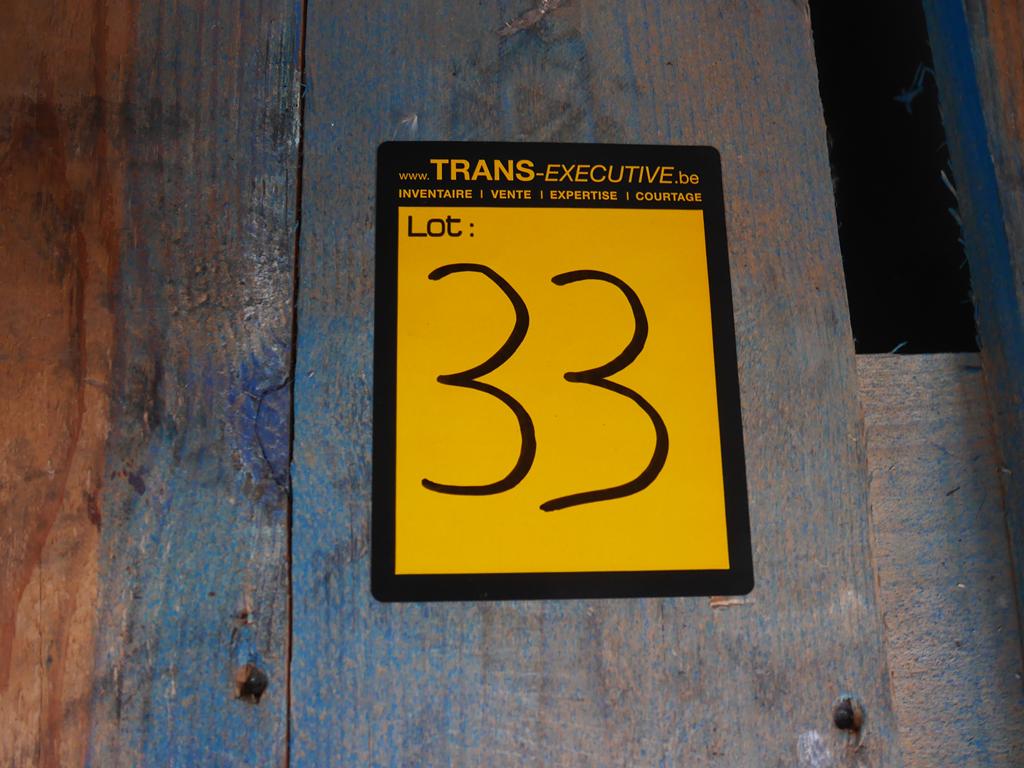 www.TRANS-EXECUTIVE.be
INVENTAIRE | VENTE | EXPERTISE | COURTAGE
Lot:
33